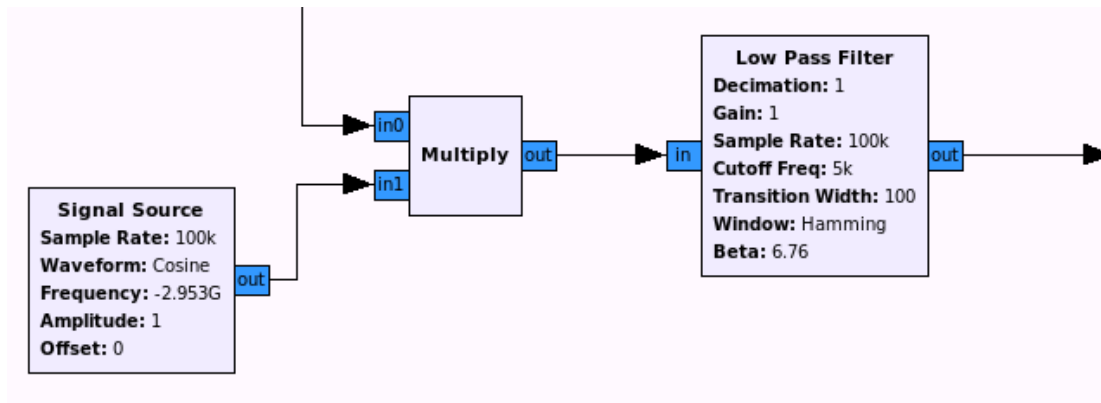 in0
in1
Multiply
out
Signal Source
Sample Rate: 100k
Waveform: Cosine
Frequency: -2.953G
Amplitude: 1
Offset: 0
out
in
Low Pass Filter
Decimation: 1
Gain: 1
Sample Rate: 100k
Cutoff Freq: 5k
Transition Width: 100
Window: Hamming
Beta: 6.76
out